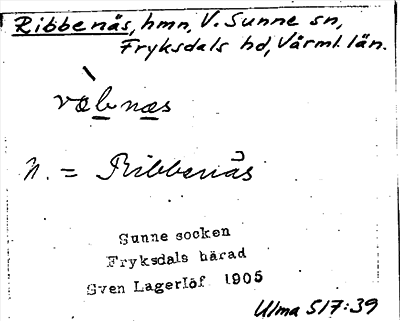 Ribbenäs, hmn, V. Sunne sn,
Fryksdals hd, Värml. län.
væbnæs
N. = Ribbenäs
Sunne socken
Fryksdals härad
Sven Lagerlöf 1905
Ulma 517:39